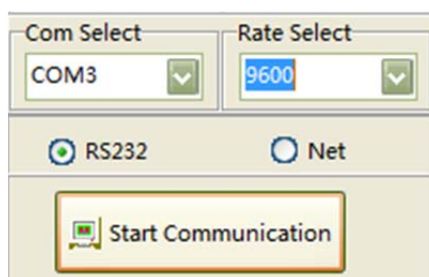 Com Select Rate Select
COM3 9600
RS232 Net
Start Communication